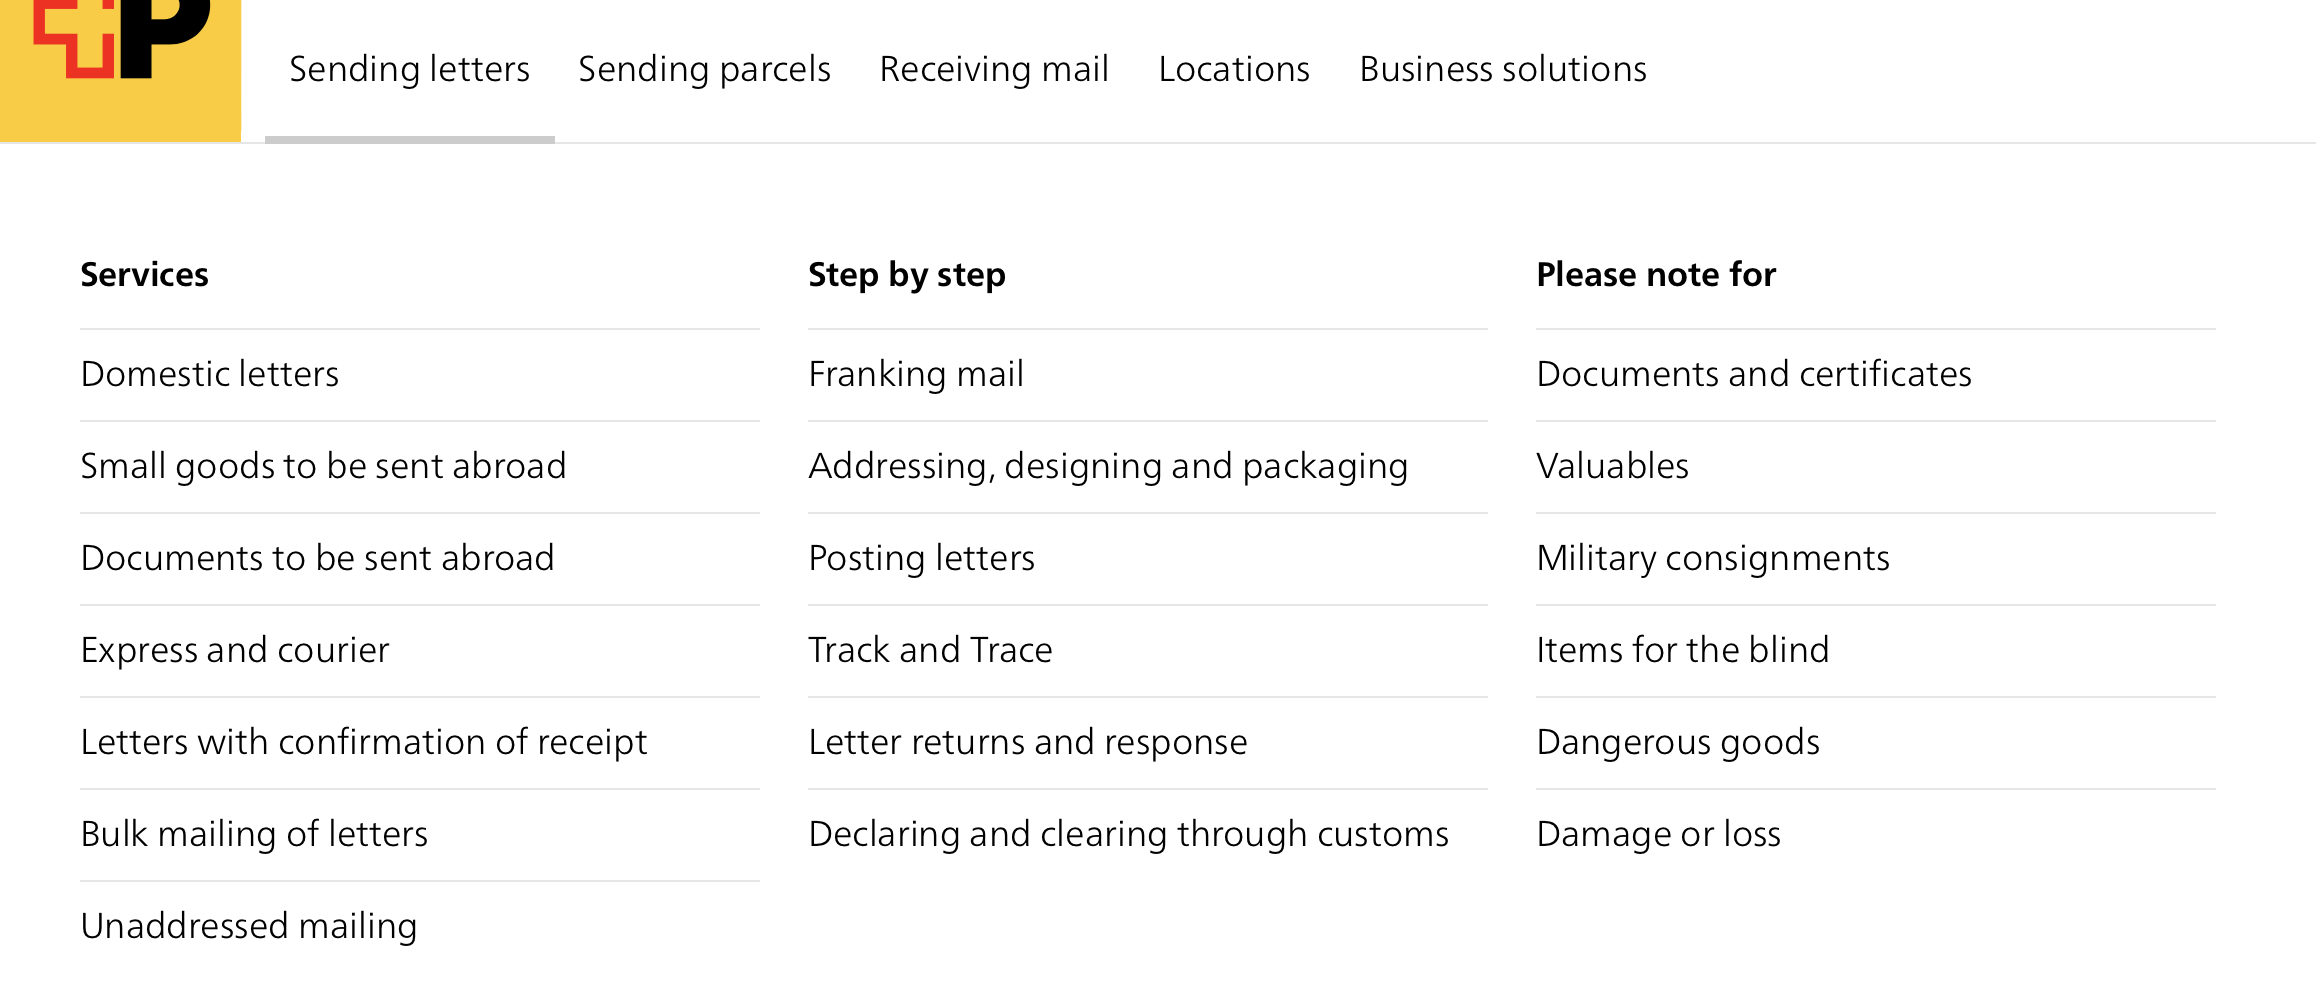 P
Sending letters
Sending parcels
Receiving mail
Locations
Business solutions
Services
Domestic letters
Small goods to be sent abroad
Documents to be sent abroad
Express and courier
Letters with confirmation of receipt
Bulk mailing of letters
Unaddressed mailing
Step by step
Franking mail
Addressing, designing and packaging
Posting letters
Track and Trace
Letter returns and response
Declaring and clearing through customs
Please note for
Documents and certificates
Valuables
Military consignments
Items for the blind
Dangerous goods
Damage or loss